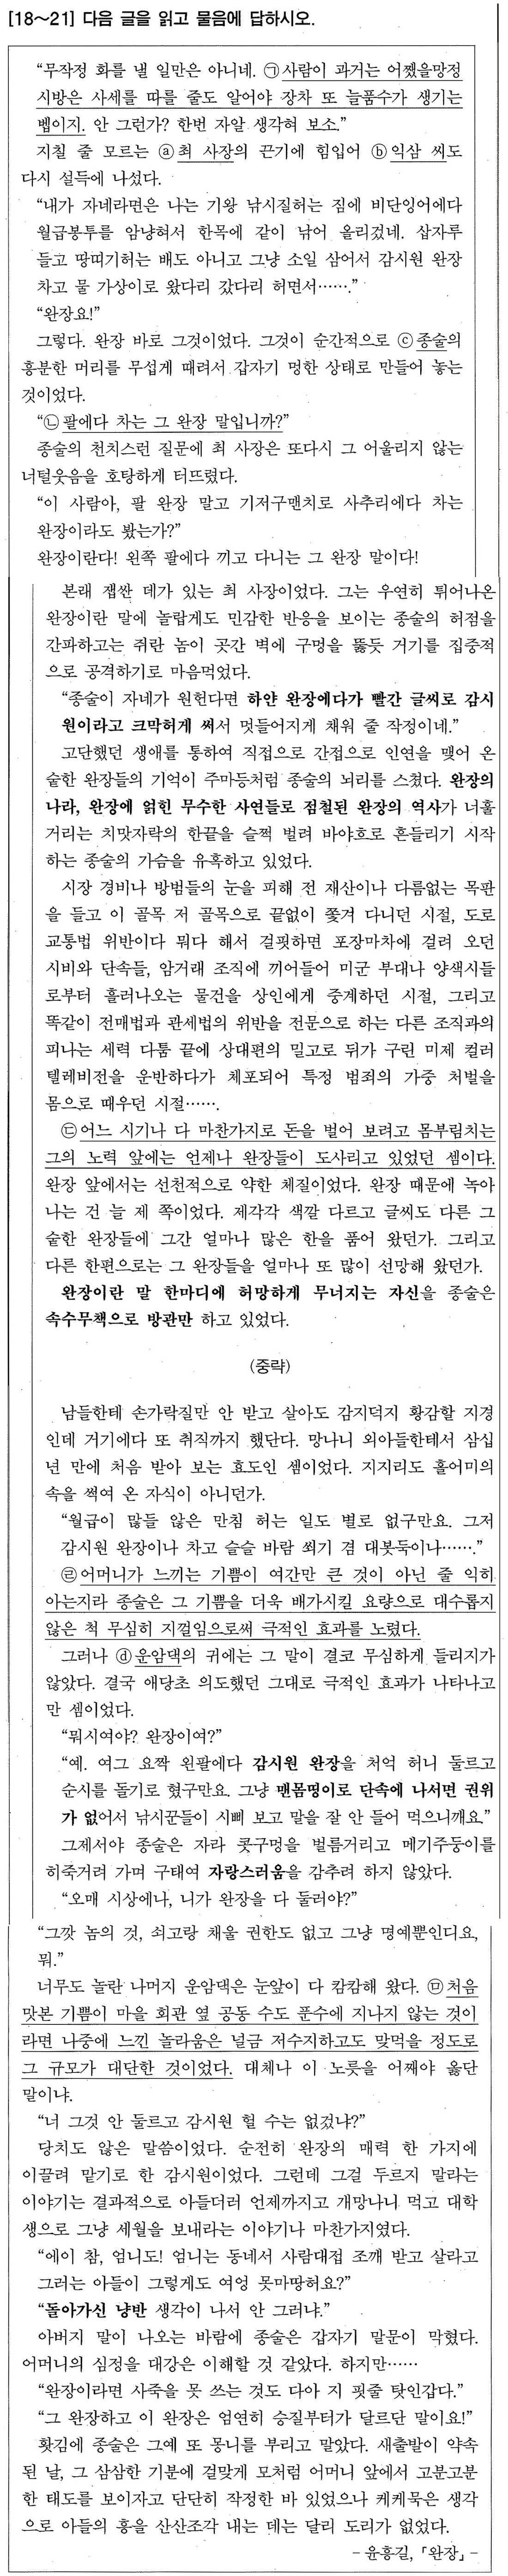 [18~21] 다음 글을 읽고 물음에 답하시오.
“무작정 화를 낼 일만은 아니네. ㉠사람이 과거는 어쨌을망정
시방은 사세를 따를 줄도 알어야 장차 또 늘품수가 생기는
벱이지. 안 그런가? 한번 자알 생각혀 보소.”
지칠 줄 모르는 ⓐ최 사장의 끈기에 힘입어 ⓑ익삼 씨도
다시 설득에 나섰다.
“내가 자네라면은 나는 기왕 낚시질허는 짐에 비단잉어에다
월급봉투를 암냥혀서 한목에 같이 낚어 올리겄네. 삽자루
들고 땅띠기허는 배도 아니고 그냥 소일 삼어서 감시원 완장
차고 물 가상이로 왔다리 갔다리 허면서……”
“완장요!”
그렇다. 완장 바로 그것이었다. 그것이 순간적으로 ⓒ종술의
흥분한 머리를 무섭게 때려서 갑자기 멍한 상태로 만들어 놓는
것이었다.
“㉡팔에다 차는 그 완장 말입니까?”
종술의 천치스런 질문에 최 사장은 또다시 그 어울리지 않는
너털웃음을 호탕하게 터뜨렸다.
“이 사람아, 팔 완장 말고 기저구맨치로 사추리에다 차는
완장이라도 봤는가?”
완장이란다! 왼쪽 팔에다 끼고 다니는 그 완장 말이다!
본래 잽싼 데가 있는 최 사장이었다. 그는 우연히 튀어나온
완장이란 말에 놀랍게도 민감한 반응을 보이는 종술의 허점을
간파하고는 쥐란 놈이 곳간 벽에 구멍을 뚫듯 거기를 집중적
으로 공격하기로 마음먹었다.
“종술이 자네가 원헌다면 하얀 완장에다가 빨간 글씨로 감시
원이라고 크막허게 써서 멋들어지게 채워 줄 작정이네.”
고단했던 생애를 통하여 직접으로 간접으로 인연을 맺어 온
숱한 완장들의 기억이 주마등처럼 종술의 뇌리를 스쳤다. 완장의
나라, 완장에 얽힌 무수한 사연들로 점철된 완장의 역사가 너훌
거리는 치맛자락의 한끝을 슬쩍 벌려 바야흐로 흔들리기 시작
하는 종술의 가슴을 유혹하고 있었다.
시장 경비나 방범들의 눈을 피해 전 재산이나 다름없는 목판
을 들고 이 골목 저 골목으로 끝없이 쫓겨 다니던 시절, 도로
교통법 위반이다 뭐다 해서 걸핏하면 포장마차에 걸려 오던
시비와 단속들, 암거래 조직에 끼어들어 미군 부대나 양색시들
로부터 흘러나오는 물건을 상인에게 중계하던 시절, 그리고
똑같이 전매법과 관세법의 위반을 전문으로 하는 다른 조직과의
피나는 세력 다툼 끝에 상대편의 밀고로 뒤가 구린 미제 컬러
텔레비전을 운반하다가 체포되어 특정 범죄의 가중 처벌을
몸으로 때우던 시절…….
㉢어느 시기나 다 마찬가지로 돈을 벌어 보려고 몸부림치는
그의 노력 앞에는 언제나 완장들이 도사리고 있었던 셈이다.
완장 앞에서는 선천적으로 약한 체질이었다. 완장 때문에 녹아
나는 건 늘 제 쪽이었다. 제각각 색깔 다르고 글씨도 다른 그
숱한 완장들에 그간 얼마나 많은 한을 품어 왔던가. 그리고
다른 한편으로는 그 완장들을 얼마나 또 많이 선망해 왔던가.
완장이란 말 한마디에 허망하게 무너지는 자신을 종술은
속수무책으로 방관만 하고 있었다.
(중략)
남들한테 손가락질만 안 받고 살아도 감지덕지 황감할 지경
인데 거기에다 또 취직까지 했단다. 망나니 외아들한테서 삼십
년 만에 처음 받아 보는 효도인 셈이었다. 지지리도 홀어미의
속을 썩여 온 자식이 아니던가.
“월급이 많들 않은 만침 허는 일도 별로 없구만요. 그저
감시원 완장이나 차고 슬슬 바람 쐬기 겸 대봇둑이나…….”
㉣어머니가 느끼는 기쁨이 여간만 큰 것이 아닌 줄 익히
아는지라 종술은 그 기쁨을 더욱 배가시킬 요량으로 대수롭지
않은 척 무심히 지껄임으로써 극적인 효과를 노렸다.
그러나 ⓓ운암댁의 귀에는 그 말이 결코 무심하게 들리지가
않았다. 결국 애당초 의도했던 그대로 극적인 효과가 나타나고
만 셈이었다.
“뭐시여야? 완장이여?”
“예. 여그 요짝 왼팔에다 감시원 완장을 처억 허니 둘르고
순시를 돌기로 혔구만요. 그냥 맨몸띵이로 단속에 나서면 권위
가 없어서 낚시꾼들이 시삐 보고 말을 잘 안 들어 먹으니깨요.”
그제서야 종술은 자라 콧구멍을 벌름거리고 메기주둥이를
히죽거려 가며 구태여 자랑스러움을 감추려 하지 않았다.
“오매 시상에나, 니가 완장을 다 둘러야?”
“그깟 놈의 것, 쇠고랑 채울 권한도 없고 그냥 명예뿐인디요,
뭐.”
너무도 놀란 나머지 운암댁은 눈앞이 다 캄캄해 왔다. ㉤처음
맛본 기쁨이 마을 회관 옆 공동 수도 푼수에 지나지 않는 것이
라면 나중에 느낀 놀라움은 널금 저수지하고도 맞먹을 정도로
그 규모가 대단한 것이었다. 대체나 이 노릇을 어째야 옳단
말이냐.
“너 그것 안 둘르고 감시원 헐 수는 없겄냐?”
당치도 않은 말씀이었다. 순전히 완장의 매력 한 가지에
이끌려 맡기로 한 감시원이었다. 그런데 그걸 두르지 말라는
이야기는 결과적으로 아들더러 언제까지고 개망나니 먹고 대학
생으로 그냥 세월을 보내라는 이야기나 마찬가지였다.
“에이 참, 엄니도! 엄니는 동네서 사람대접 조깨 받고 살라고
그러는 아들이 그렇게도 여엉 못마땅허요?”
“돌아가신 냥반 생각이 나서 안 그러냐.”
아버지 말이 나오는 바람에 종술은 갑자기 말문이 막혔다.
어머니의 심정을 대강은 이해할 것 같았다. 하지만……
“완장이라면 사죽을 못 쓰는 것도 다아 지 핏줄 탓인갑다.”
“그 완장하고 이 완장은 엄연히 승질부터가 달르단 말이요!”
홧김에 종술은 그예 또 몽니를 부리고 말았다. 새출발이 약속
된 날, 그 삼삼한 기분에 걸맞게 모처럼 어머니 앞에서 고분고분
한 태도를 보이자고 단단히 작정한 바 있었으나 케케묵은 생각
으로 아들의 흥을 산산조각 내는 데는 달리 도리가 없었다.
- 윤흥길, 「완장」 -